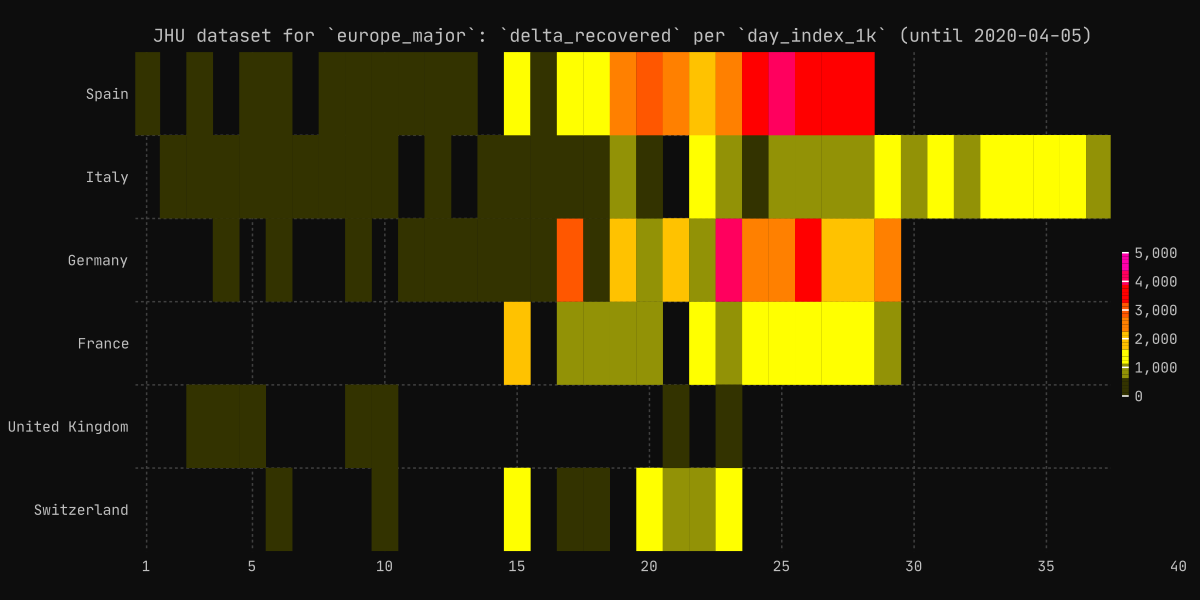 JHU dataset for `europe_major`: `delta_recovered` per `day_index_1k` (until 2020-04-05)
Spain
Italy
Germany
France
United Kingdom
Switzerland
5,000
4,000
3,000
2,000
1,000
0
1 5 10 15 20 25 30 35 40